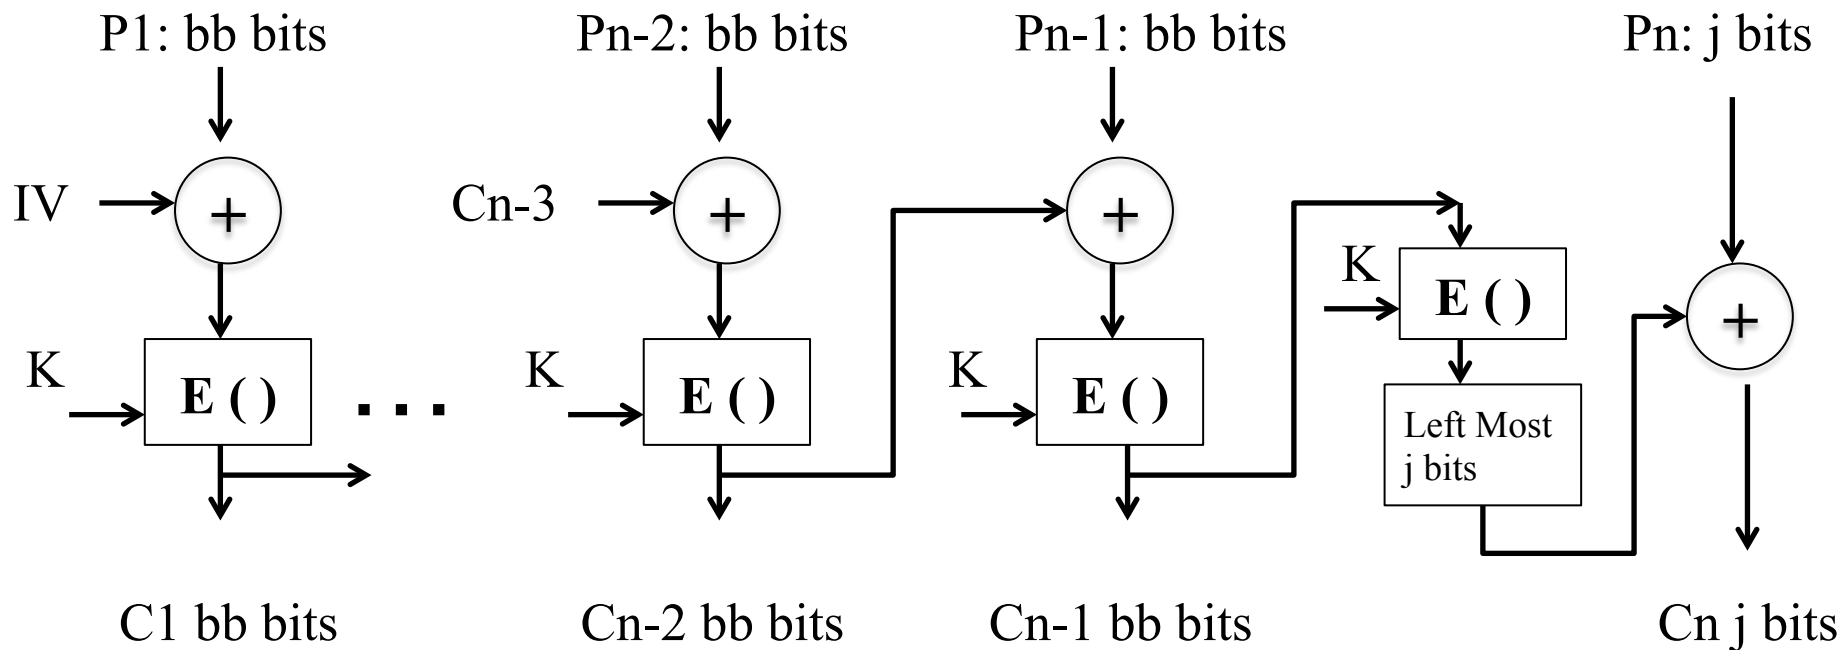 P1: bb bits
Pn-2: bb bits
Pn-1: bb bits
Pn: j bits
IV
+
Cn-3
+
+
K
E ( )
+
K
E ( )
...
K
E ( )
K
E ( )
Left Most
j bits
C1 bb bits
Cn-2 bb bits
Cn-1 bb bits
Cn j bits